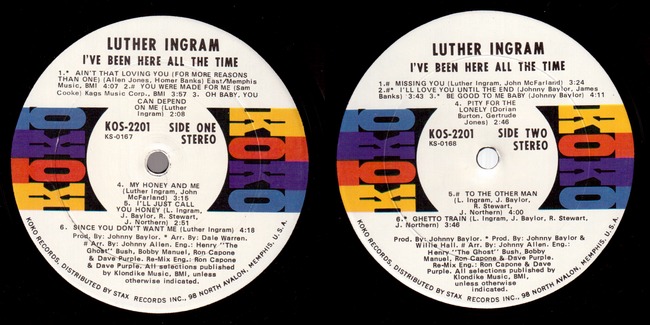 LUTHER INGRAM
I'VE BEEN HERE ALL THE TIME
1.* AIN'T THAT LOVING YOU (FOR MORE REASONS
THAN ONE) (Allen Jones, Homer Banks) East/Memphis
Music, BMI 4:07 2.# YOU WERE MADE FOR ME (Sam
Cooke) Kags Music Corp., BMI 3:57 3. OH BABY, YOU
CAN DEPEND
ON ME (Luther
Ingram) 2:08
KOS-2201 SIDE ONE
KS-0167 STEREO
KOKO
KOKO
4. MY HONEY AND ME
(Luther Ingram, John
McFarland) 3:15
5. I'LL JUST CALL
YOU HONEY (L. Ingram,
J. Baylor, R. Stewart,
J. Northern) 2:51
6. SINCE YOU DON'T WANT ME (Luther Ingram) 4:18
Prod. By: Johnny Baylor. * Arr. By: Dale Warren.
# Arr. By: Johnny Allen. Eng.: Henry "The
Ghost" Bush, Bobby Manuel, Ron Capone
& Dave Purple. Re-Mix Eng.: Ron Capone
& Dave Purple. All selections published by
Klondike Music, BMI, unless
otherwise indicated.
KOKO RECORDS, DISTRIBUTED BY STAX RECORDS INC., 98 NORTH AVALON, MEMPHIS, U.S.A.
LUTHER INGRAM
I'VE BEEN HERE ALL THE TIME
1.# MISSING YOU (Luther Ingram, John McFarland) 3:24
2.#* I'LL LOVE YOU UNTIL THE END (Johnny Baylor, James
Banks) 3:43 3.* BE GOOD TO ME BABY (Johnny Baylor) 4:11
4. PITY FOR THE
LONELY (Dorian
Burton, Gertrude
Jones) 2:46
KOS-2201 SIDE TWO
KS-0168 STEREO
KOKO
KOKO
5.# TO THE OTHER MAN
(L. Ingram, J. Baylor,
R. Stewart,
J. Northern) 4:00
6.* GHETTO TRAIN (L. Ingram, J. Baylor, R. Stewart,
J. Northern) 3:46
Prod. By: Johnny Baylor. * Prod. By: Johnny Baylor &
Willie Hall. # Arr. By: Johnny Allen. Eng.:
Henry "The Ghost" Bush, Bobby
Manuel, Ron Capone & Dave Purple.
Re-Mix Eng.: Ron Capone & Dave
Purple. All selections published by
Klondike Music, BMI,
unless otherwise
indicated.
KOKO RECORDS, DISTRIBUTED BY STAX RECORDS INC., 98 NORTH AVALON, MEMPHIS, U.S.A.